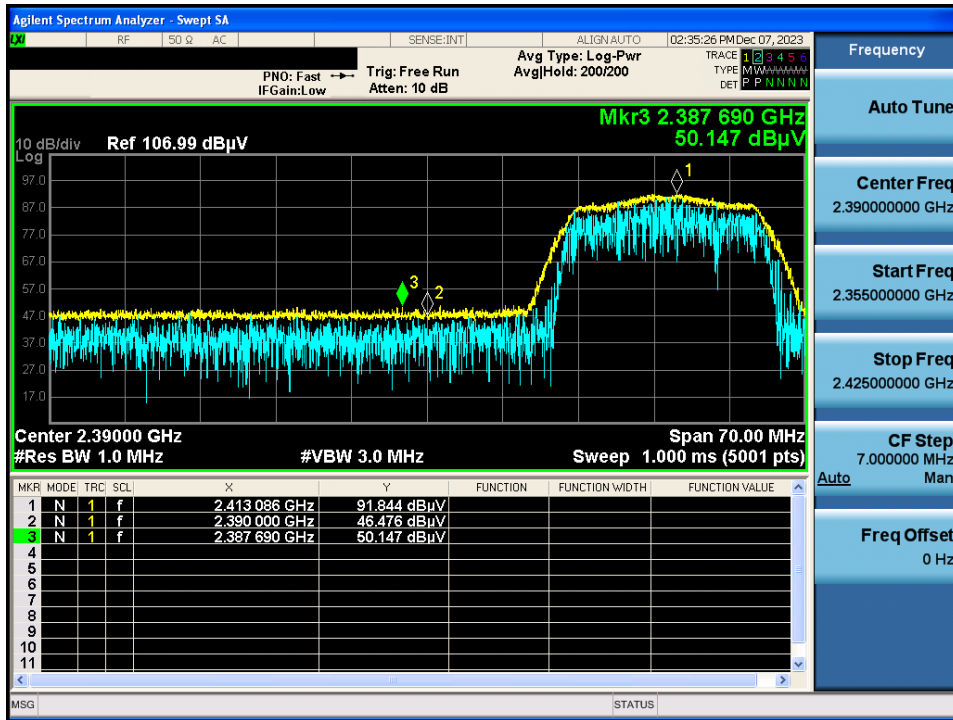 Agilent Spectrum Analyzer - Swept SA
LXI RF 50 Ω AC SENSE:INT ALIGN AUTO 02:35:26 PM Dec 07, 2023
PNO: Fast Trig: Free Run Avg Type: Log-Pwr TRACE 1 2 3 4 5 6
IFGain:Low Atten: 10 dB Avg|Hold: 200/200 TYPE M W W W W W
DET P P N N N N
Mkr3 2.387 690 GHz
50.147 dBµV
10 dB/div Ref 106.99 dBµV
Log
97.0
87.0
77.0
67.0
57.0
47.0
37.0
27.0
17.0
1
3
2
Center 2.39000 GHz Span 70.00 MHz
#Res BW 1.0 MHz #VBW 3.0 MHz Sweep 1.000 ms (5001 pts)
MKR MODE TRC SCL X Y FUNCTION FUNCTION WIDTH FUNCTION VALUE
1 N 1 f 2.413 086 GHz 91.844 dBµV
2 N 1 f 2.390 000 GHz 46.476 dBµV
3 N 1 f 2.387 690 GHz 50.147 dBµV
4
5
6
7
8
9
10
11
MSG STATUS
Frequency
Auto Tune
Center Freq
2.390000000 GHz
Start Freq
2.355000000 GHz
Stop Freq
2.425000000 GHz
CF Step
7.000000 MHz
Auto Man
Freq Offset
0 Hz